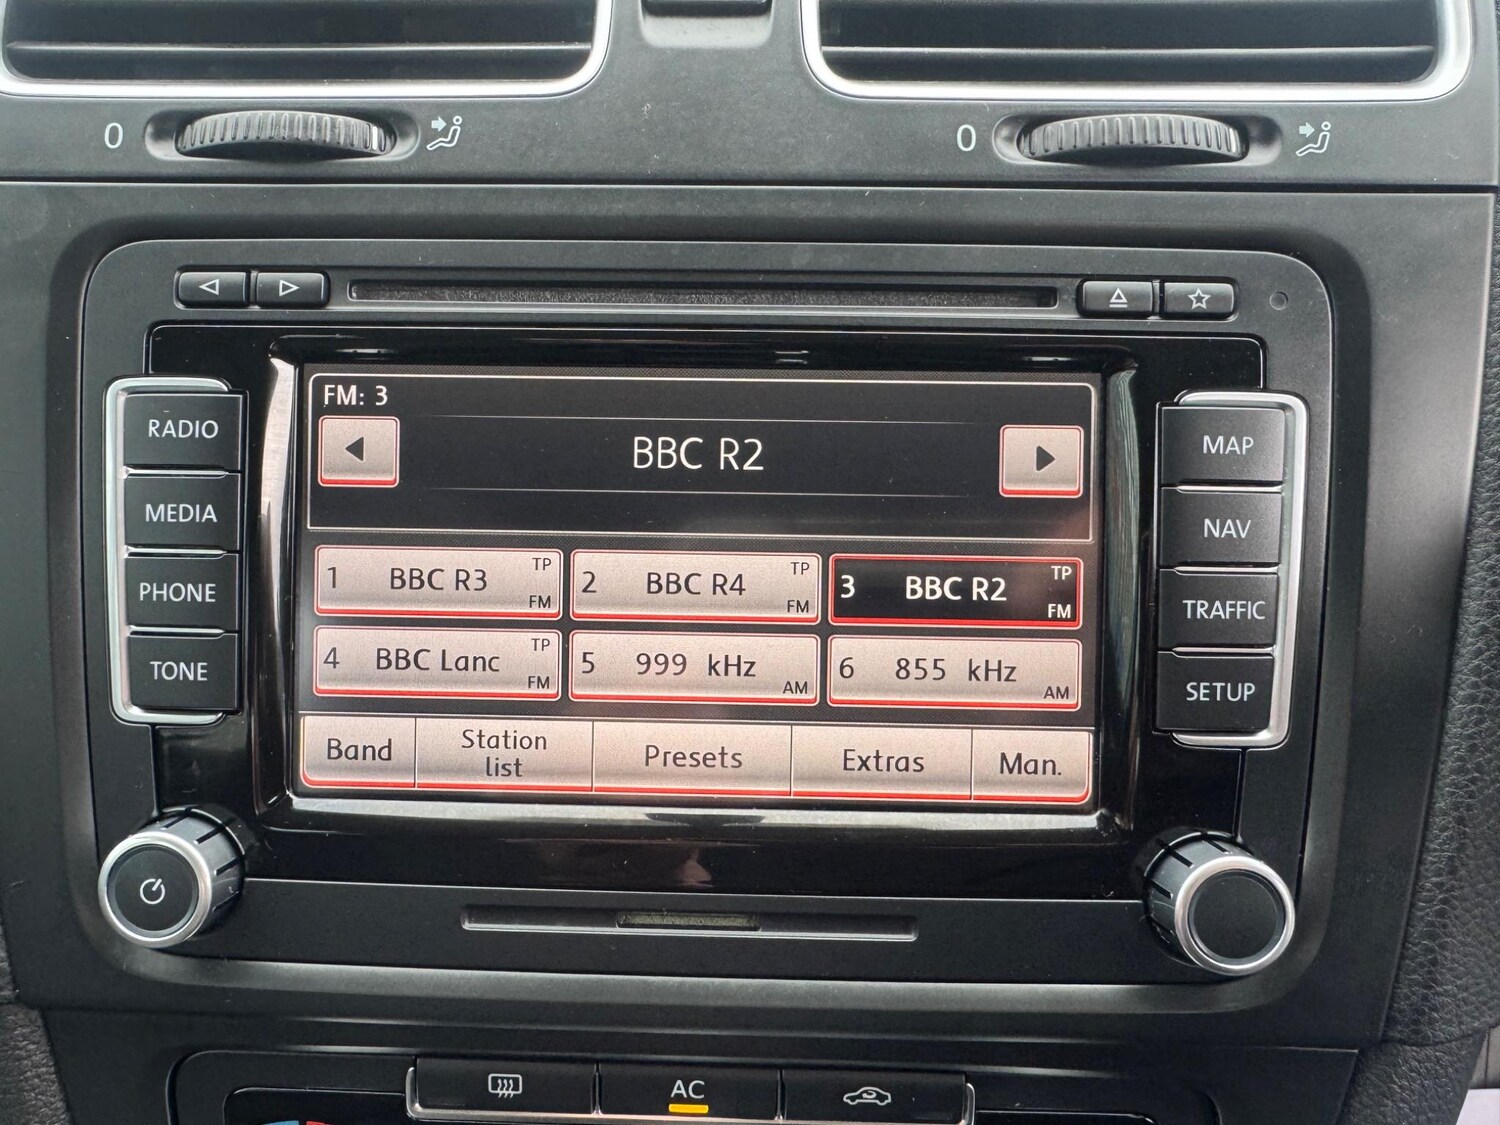 0
0
RADIO
MEDIA
PHONE
TONE
FM: 3
BBC R2
1 BBC R3 TP FM
2 BBC R4 TP FM
3 BBC R2 TP FM
4 BBC Lanc TP FM
5 999 kHz AM
6 855 kHz AM
Band
Station
list
Presets
Extras
Man.
MAP
NAV
TRAFFIC
SETUP
AC